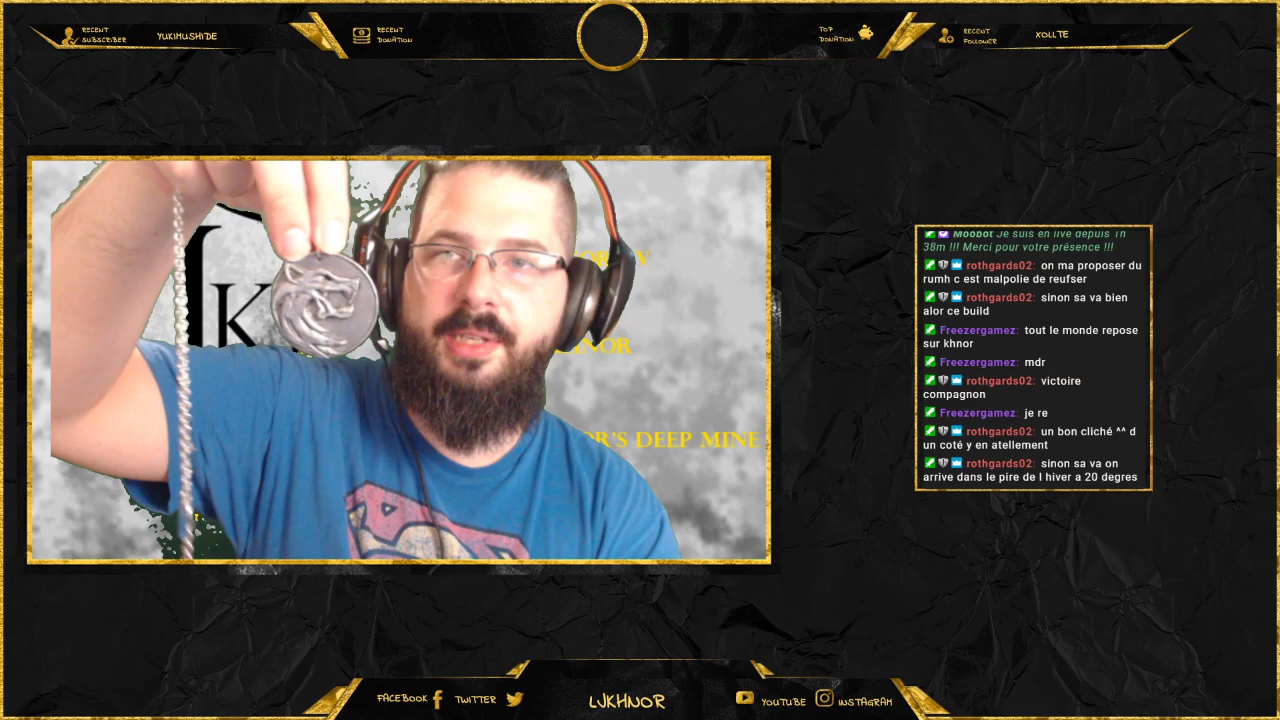 RECENT
SUBSCRIBER
YUKIMUSHIDE
RECENT
DONATION
TOP
DONATION
RECENT
FOLLOWER
XOLLTE
K
INOR
OR'S DEEP MINE
Moobot Je suis en live depuis 1h
38m !!! Merci pour votre présence !!!
rothgards02: on ma proposer du
rumh c est malpolie de reufser
rothgards02: sinon sa va bien
alor ce build
Freezergamez: tout le monde repose
sur khnor
Freezergamez: mdr
rothgards02: victoire
compagnon
Freezergamez: je re
rothgards02: un bon cliché ^^ d
un coté y en atellement
rothgards02: sinon sa va on
arrive dans le pire de l hiver a 20 degres
FACEBOOK
TWITTER
LJKHNOR
YOUTUBE
INSTAGRAM